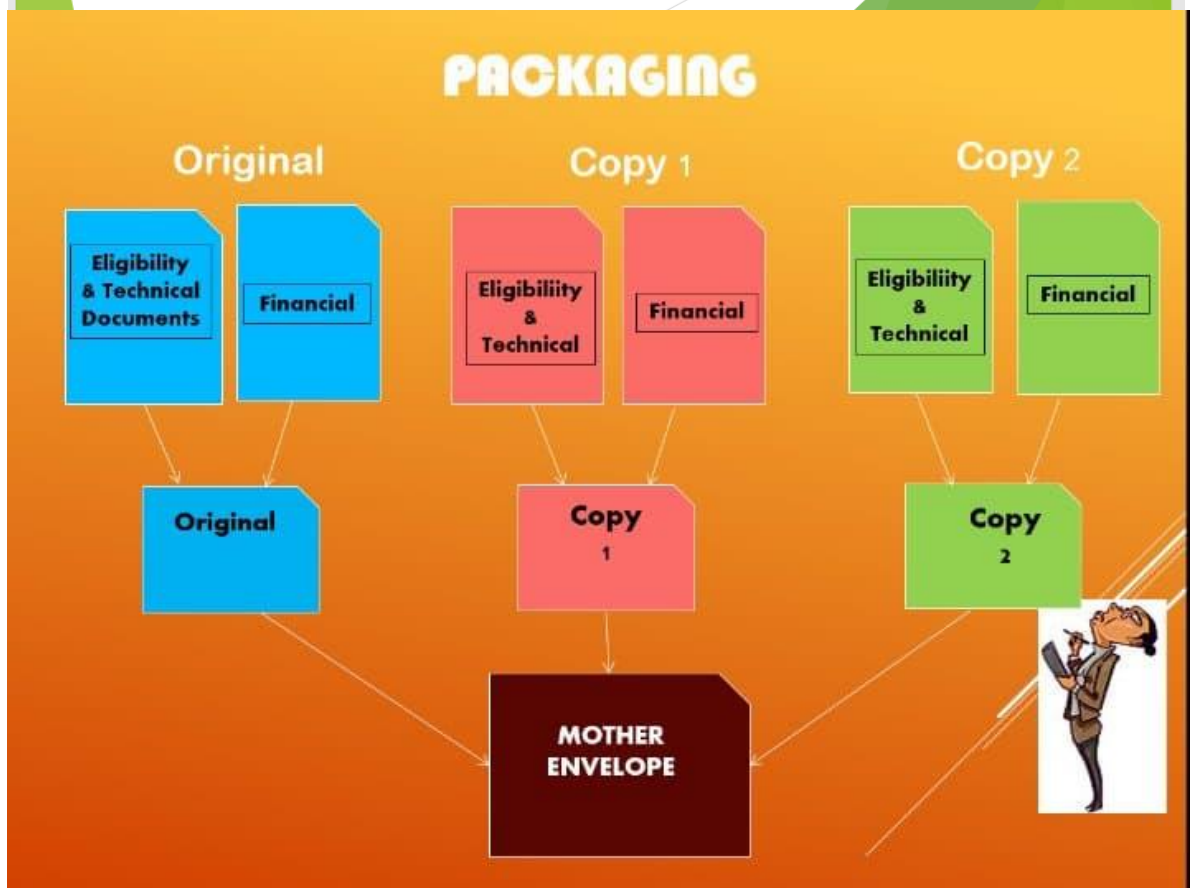 PACKAGING
Original
Copy 1
Copy 2
Eligibility
& Technical
Documents
Financial
Eligibiliity
&
Technical
Financial
Eligibiliity
&
Technical
Financial
Original
Copy
1
Copy
2
MOTHER
ENVELOPE